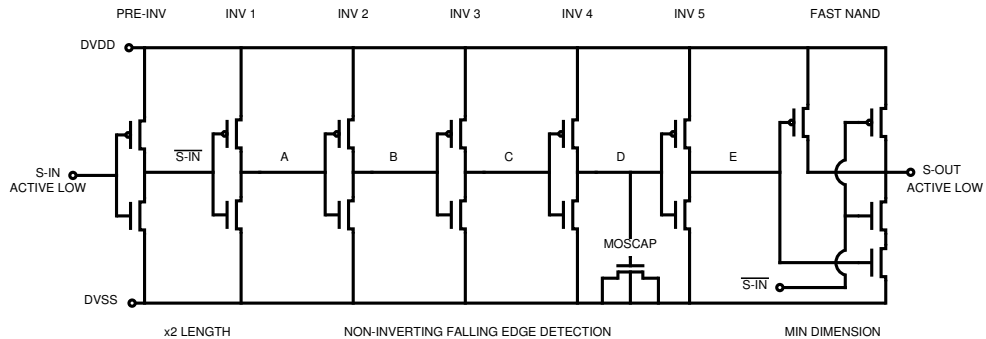 PRE-INV INV 1 INV 2 INV 3 INV 4 INV 5 FAST NAND
DVDD
S-IN
ACTIVE LOW
S-IN
A
B
C
D
E
S-OUT
ACTIVE LOW
MOSCAP
S-IN
DVSS
x2 LENGTH NON-INVERTING FALLING EDGE DETECTION MIN DIMENSION